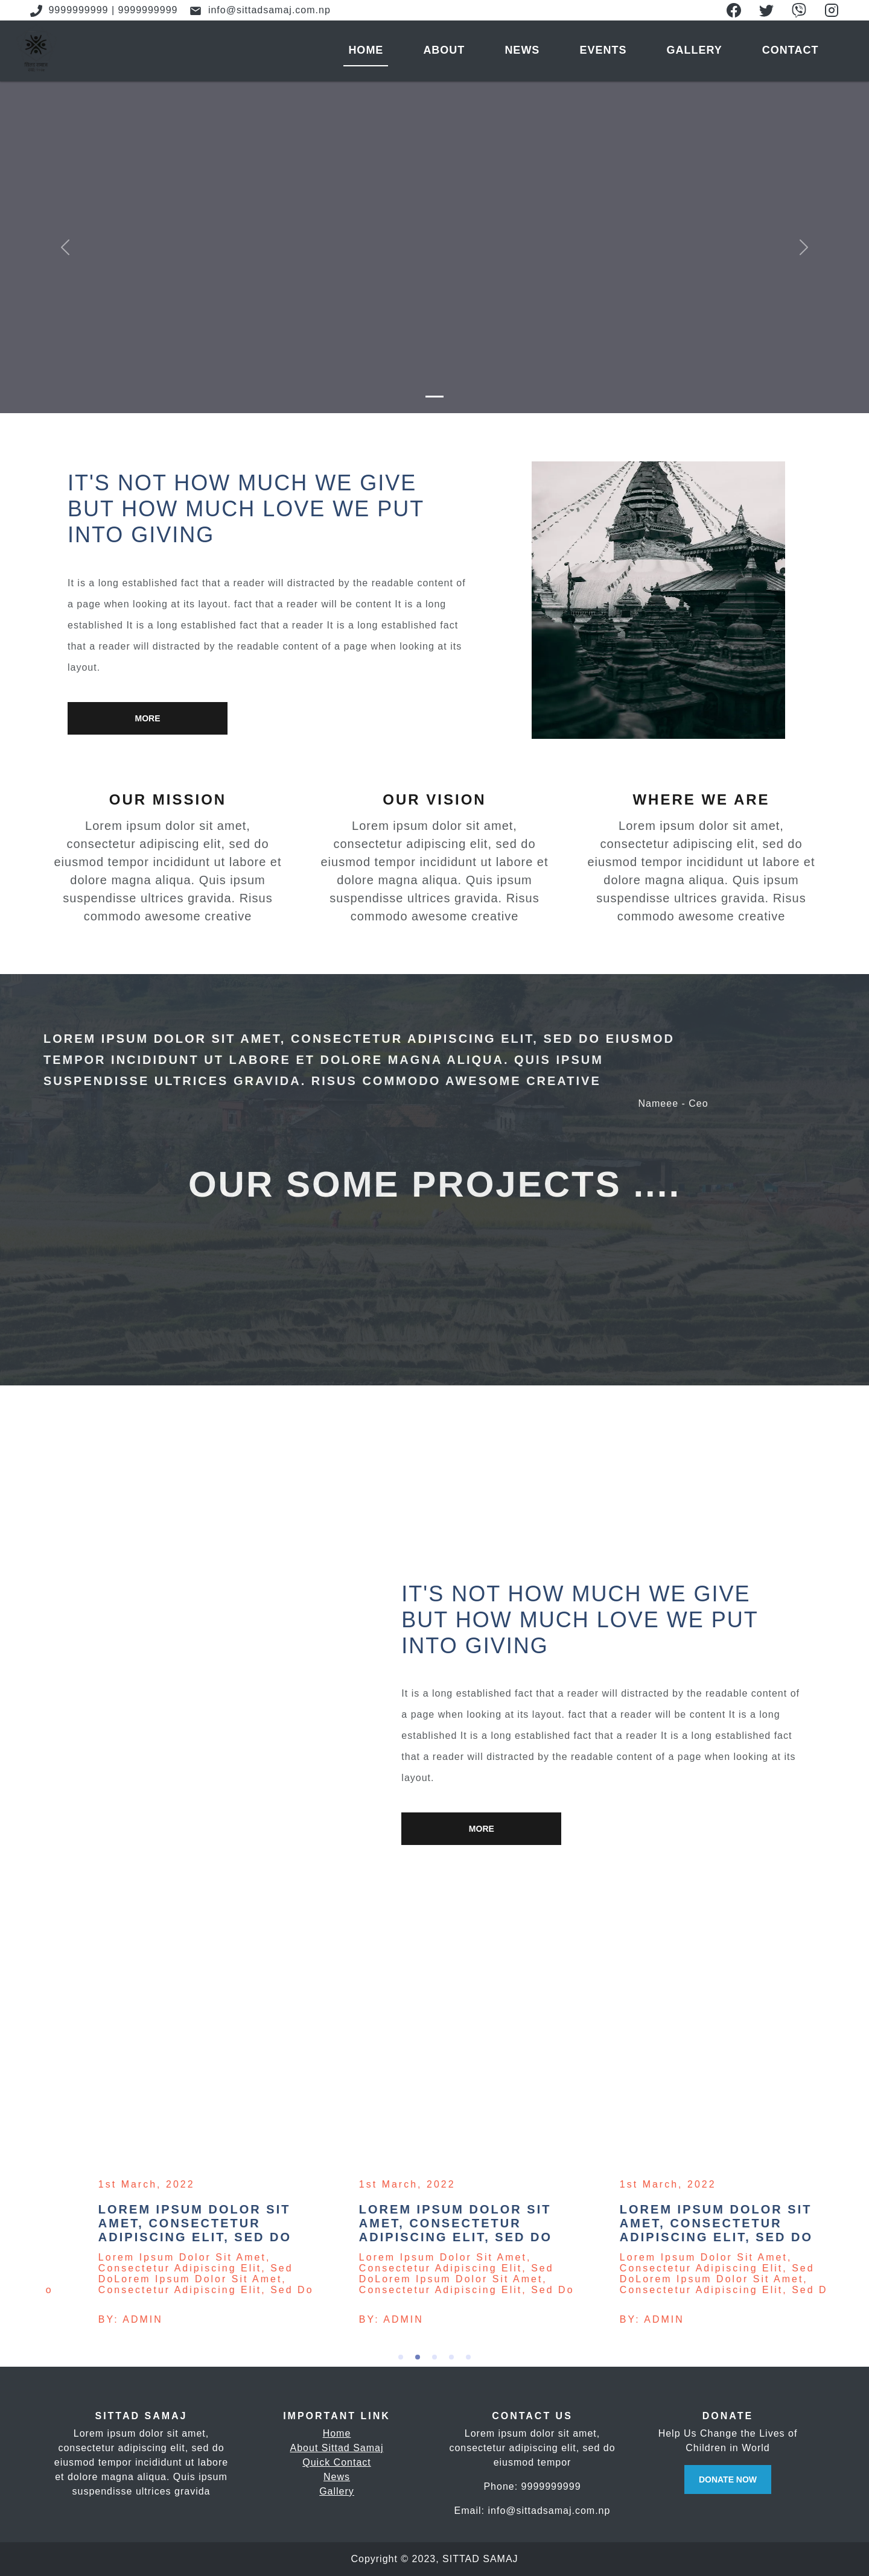 9999999999 | 9999999999 info@sittadsamaj.com.np
HOME ABOUT NEWS EVENTS GALLERY CONTACT
IT'S NOT HOW MUCH WE GIVE
BUT HOW MUCH LOVE WE PUT
INTO GIVING
It is a long established fact that a reader will distracted by the readable content of
a page when looking at its layout. fact that a reader will be content It is a long
established It is a long established fact that a reader It is a long established fact
that a reader will distracted by the readable content of a page when looking at its
layout.
MORE
OUR MISSION
Lorem ipsum dolor sit amet,
consectetur adipiscing elit, sed do
eiusmod tempor incididunt ut labore et
dolore magna aliqua. Quis ipsum
suspendisse ultrices gravida. Risus
commodo awesome creative
OUR VISION
Lorem ipsum dolor sit amet,
consectetur adipiscing elit, sed do
eiusmod tempor incididunt ut labore et
dolore magna aliqua. Quis ipsum
suspendisse ultrices gravida. Risus
commodo awesome creative
WHERE WE ARE
Lorem ipsum dolor sit amet,
consectetur adipiscing elit, sed do
eiusmod tempor incididunt ut labore et
dolore magna aliqua. Quis ipsum
suspendisse ultrices gravida. Risus
commodo awesome creative
LOREM IPSUM DOLOR SIT AMET, CONSECTETUR ADIPISCING ELIT, SED DO EIUSMOD
TEMPOR INCIDIDUNT UT LABORE ET DOLORE MAGNA ALIQUA. QUIS IPSUM
SUSPENDISSE ULTRICES GRAVIDA. RISUS COMMODO AWESOME CREATIVE
Nameee - Ceo
OUR SOME PROJECTS ....
IT'S NOT HOW MUCH WE GIVE
BUT HOW MUCH LOVE WE PUT
INTO GIVING
It is a long established fact that a reader will distracted by the readable content of
a page when looking at its layout. fact that a reader will be content It is a long
established It is a long established fact that a reader It is a long established fact
that a reader will distracted by the readable content of a page when looking at its
layout.
MORE
o
1st March, 2022
LOREM IPSUM DOLOR SIT
AMET, CONSECTETUR
ADIPISCING ELIT, SED DO
Lorem Ipsum Dolor Sit Amet,
Consectetur Adipiscing Elit, Sed
DoLorem Ipsum Dolor Sit Amet,
Consectetur Adipiscing Elit, Sed Do
BY: ADMIN
1st March, 2022
LOREM IPSUM DOLOR SIT
AMET, CONSECTETUR
ADIPISCING ELIT, SED DO
Lorem Ipsum Dolor Sit Amet,
Consectetur Adipiscing Elit, Sed
DoLorem Ipsum Dolor Sit Amet,
Consectetur Adipiscing Elit, Sed Do
BY: ADMIN
1st March, 2022
LOREM IPSUM DOLOR SIT
AMET, CONSECTETUR
ADIPISCING ELIT, SED DO
Lorem Ipsum Dolor Sit Amet,
Consectetur Adipiscing Elit, Sed
DoLorem Ipsum Dolor Sit Amet,
Consectetur Adipiscing Elit, Sed D
BY: ADMIN
SITTAD SAMAJ
Lorem ipsum dolor sit amet,
consectetur adipiscing elit, sed do
eiusmod tempor incididunt ut labore
et dolore magna aliqua. Quis ipsum
suspendisse ultrices gravida
IMPORTANT LINK
Home
About Sittad Samaj
Quick Contact
News
Gallery
CONTACT US
Lorem ipsum dolor sit amet,
consectetur adipiscing elit, sed do
eiusmod tempor
Phone: 9999999999
Email: info@sittadsamaj.com.np
DONATE
Help Us Change the Lives of
Children in World
DONATE NOW
Copyright © 2023, SITTAD SAMAJ